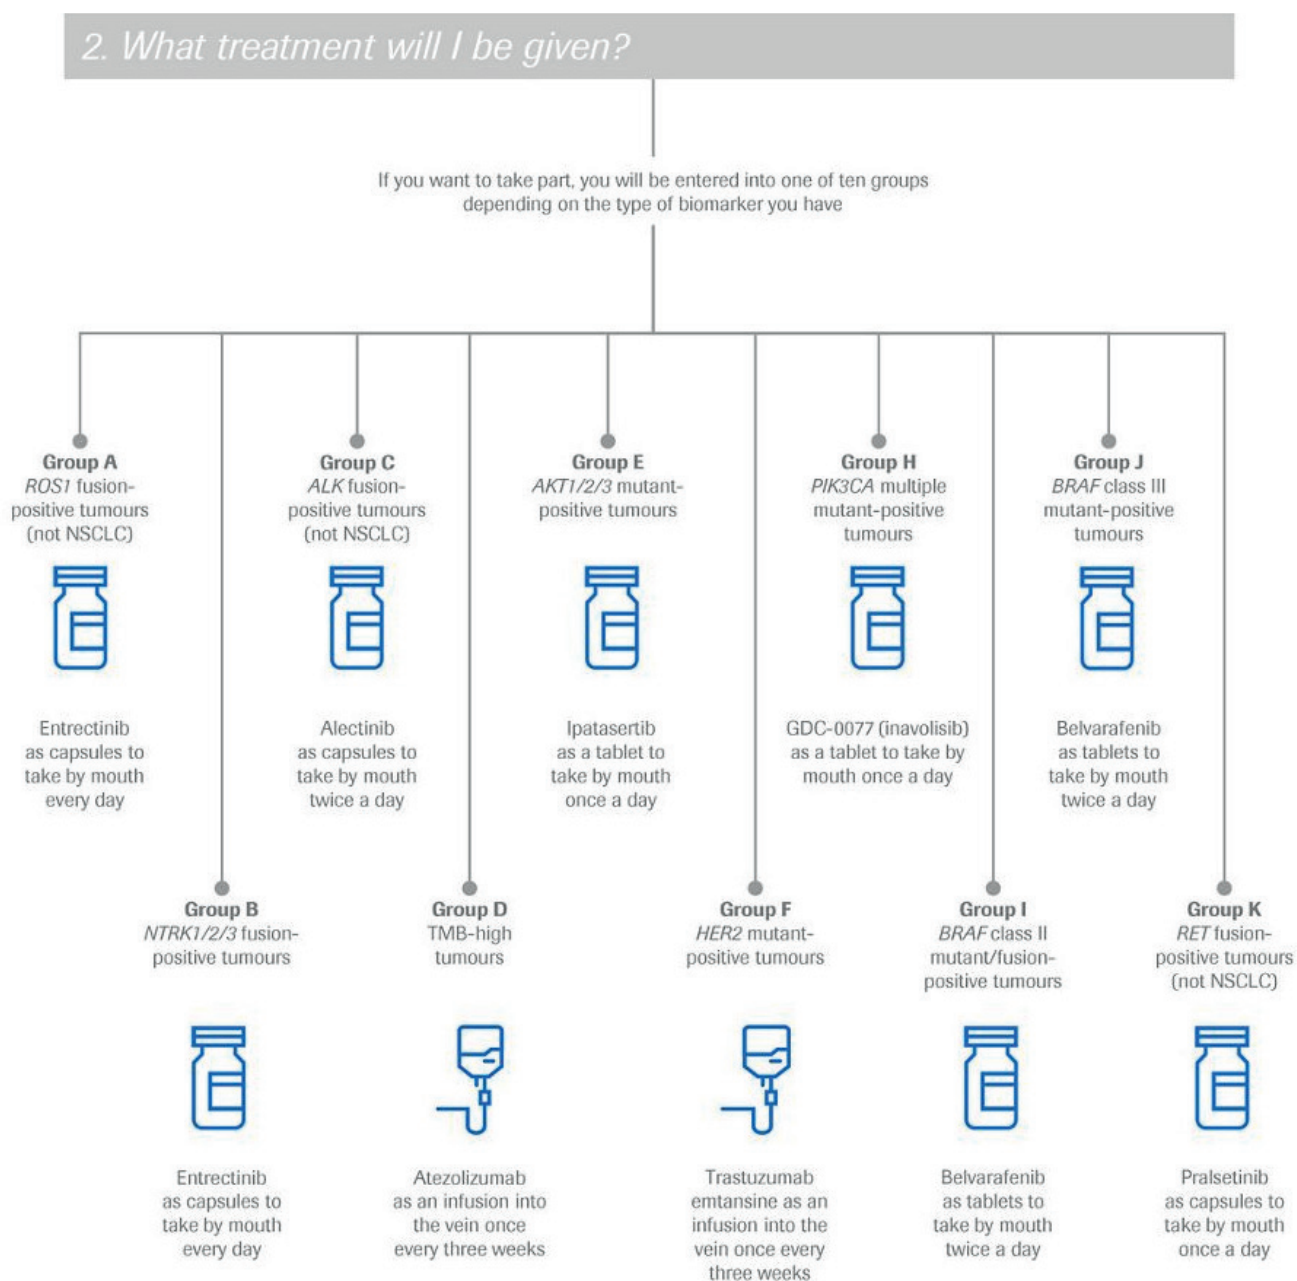 2. What treatment will I be given?
If you want to take part, you will be entered into one of ten groups
depending on the type of biomarker you have
Group A
ROS1 fusion-
positive tumours
(not NSCLC)
Entrectinib
as capsules to
take by mouth
every day
Group C
ALK fusion-
positive tumours
(not NSCLC)
Alectinib
as capsules to
take by mouth
twice a day
Group E
AKT1/2/3 mutant-
positive tumours
Ipatasertib
as a tablet to
take by mouth
once a day
Group H
PIK3CA multiple
mutant-positive
tumours
GDC-0077 (inavolisib)
as a tablet to take by
mouth once a day
Group J
BRAF class III
mutant-positive
tumours
Belvarafenib
as tablets to
take by mouth
twice a day
Group B
NTRK1/2/3 fusion-
positive tumours
Entrectinib
as capsules to
take by mouth
every day
Group D
TMB-high
tumours
Atezolizumab
as an infusion into
the vein once
every three weeks
Group F
HER2 mutant-
positive tumours
Trastuzumab
emtansine as an
infusion into the
vein once every
three weeks
Group I
BRAF class II
mutant/fusion-
positive tumours
Belvarafenib
as tablets to
take by mouth
twice a day
Group K
RET fusion-
positive tumours
(not NSCLC)
Pralsetinib
as capsules to
take by mouth
once a day